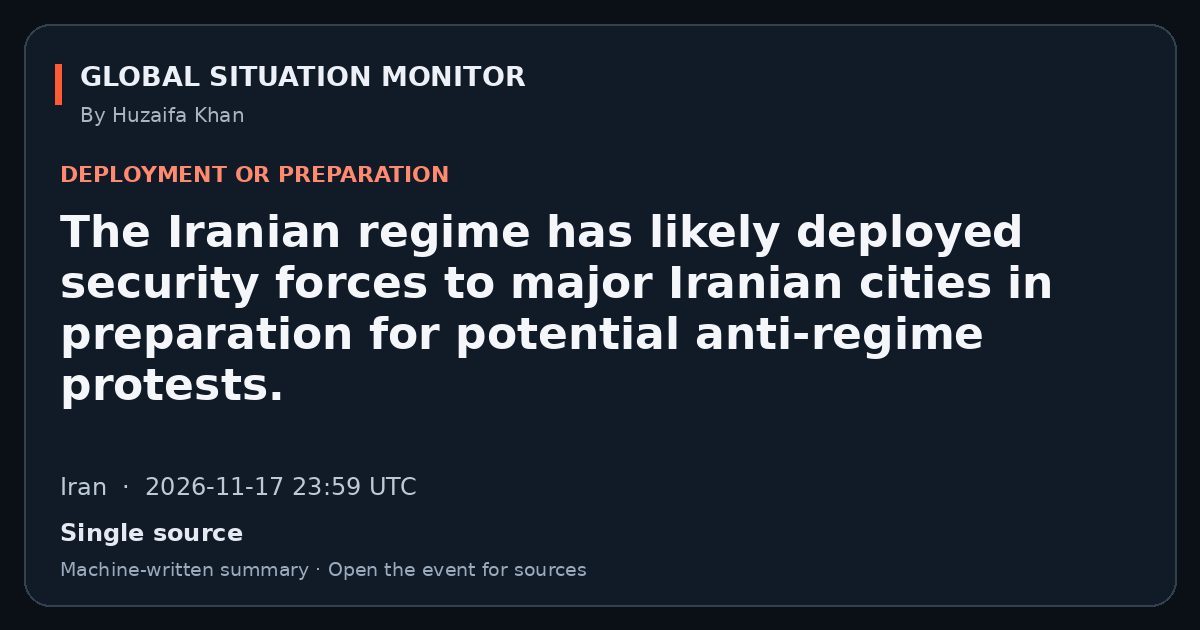 GLOBAL SITUATION MONITOR
By Huzaifa Khan
DEPLOYMENT OR PREPARATION
The Iranian regime has likely deployed
security forces to major Iranian cities in
preparation for potential anti-regime
protests.
Iran · 2026-11-17 23:59 UTC
Single source
Machine-written summary · Open the event for sources